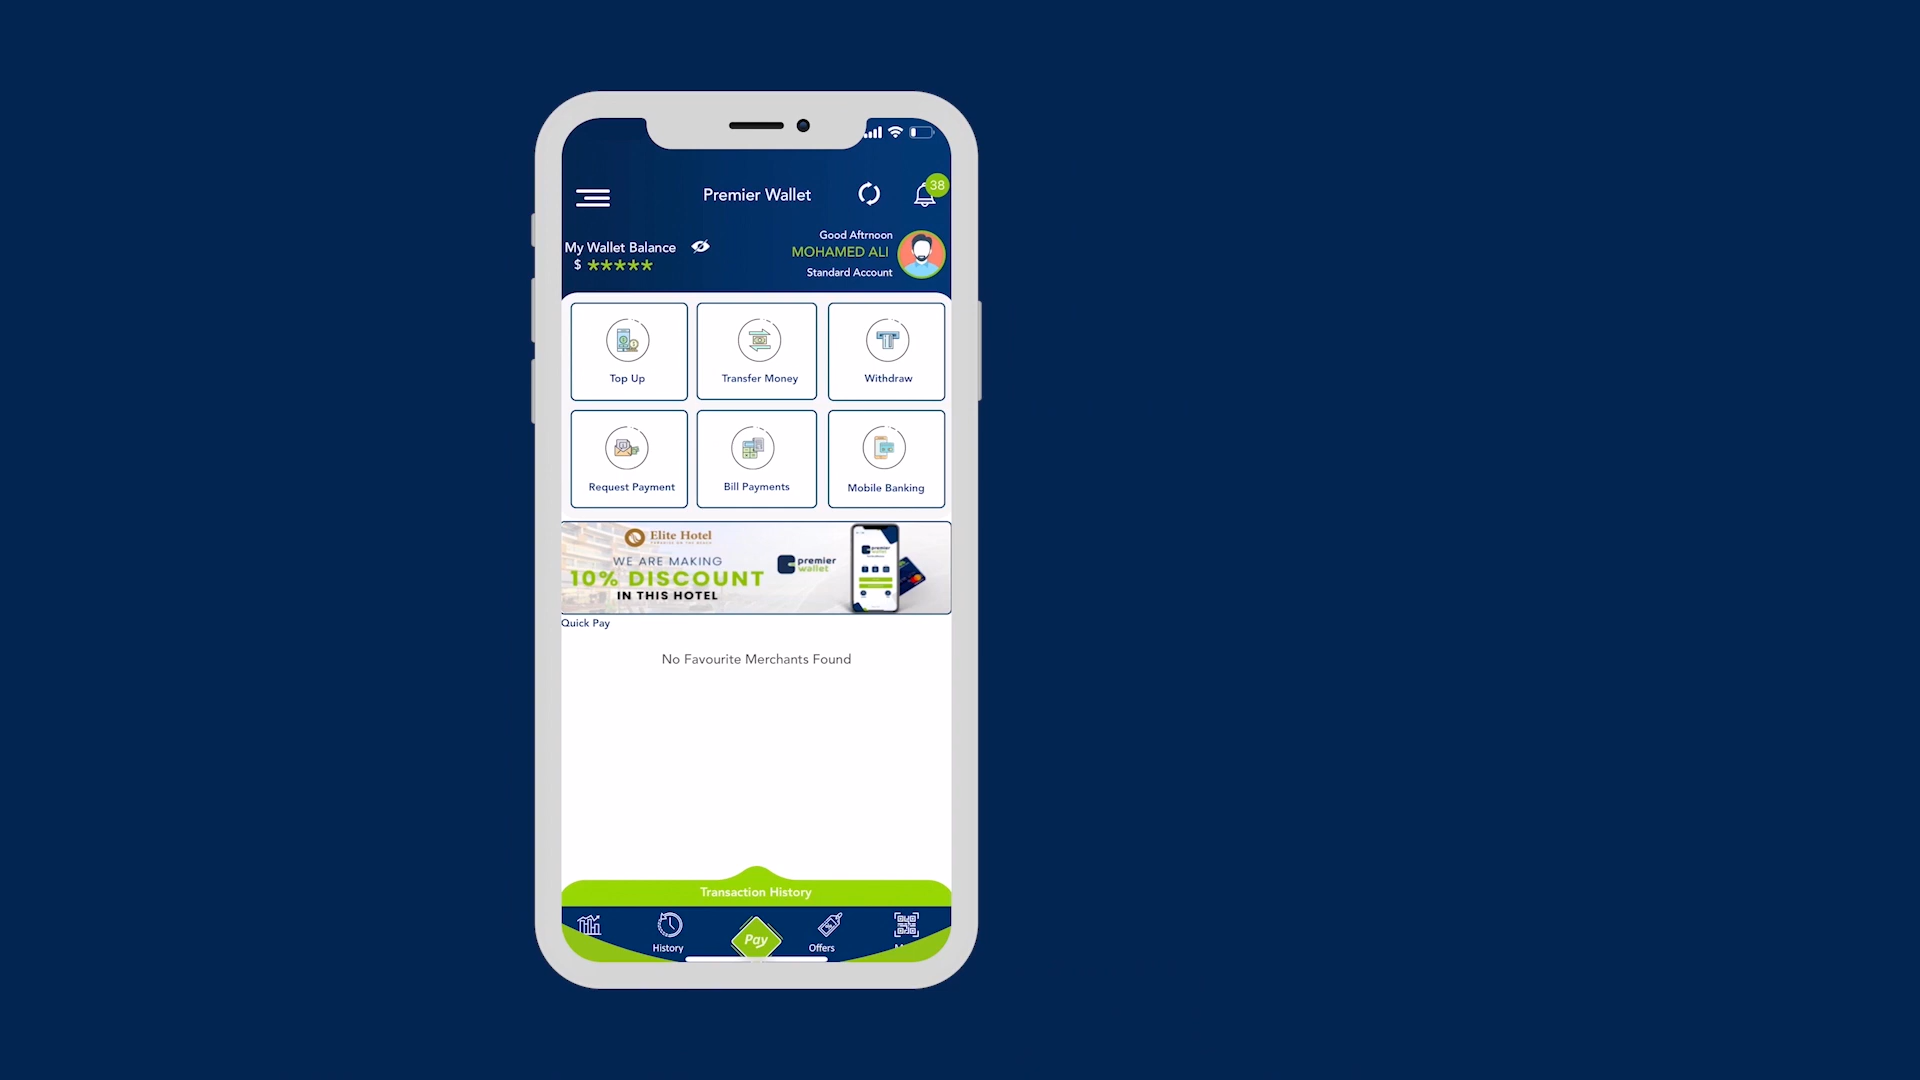 Premier Wallet
38
Good Aftrnoon
My Wallet Balance
MOHAMED ALI
$ *****
Standard Account
Top Up
Transfer Money
Withdraw
Request Payment
Bill Payments
Mobile Banking
Elite Hotel
WE ARE MAKING
10% DISCOUNT
IN THIS HOTEL
premier
wallet
Quick Pay
No Favourite Merchants Found
Transaction History
History
Pay
Offers